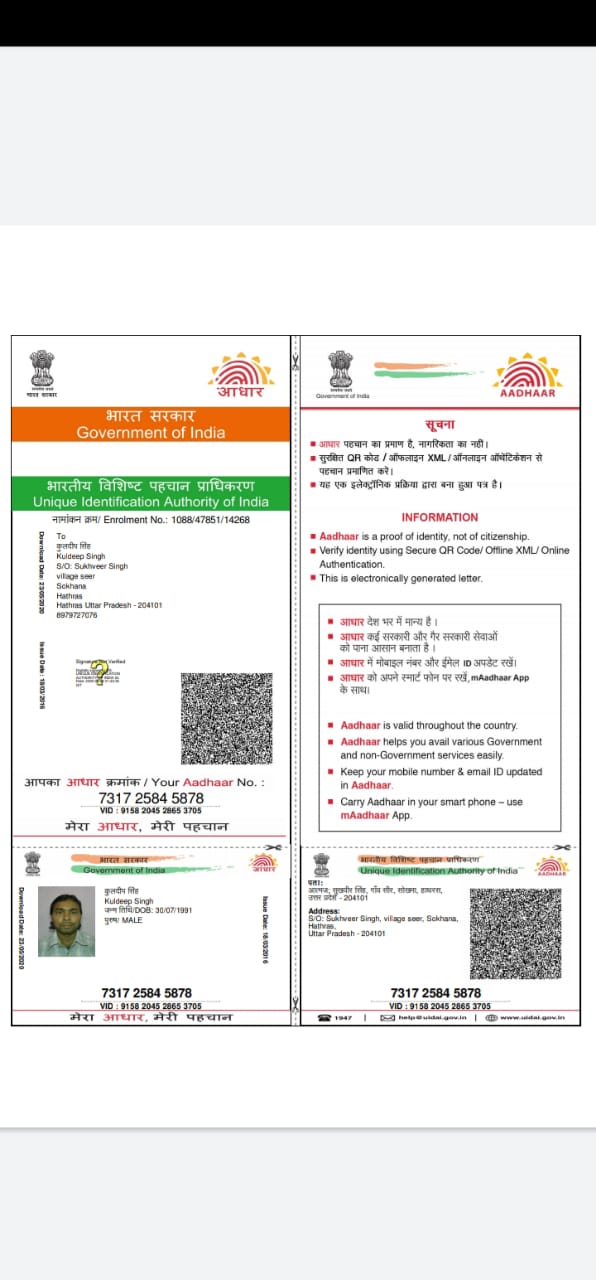 भारत सरकार
आधार
भारत सरकार
Government of India
भारतीय विशिष्ट पहचान प्राधिकरण
Unique Identification Authority of India
नामांकन क्रम/ Enrolment No.: 1088/47851/14268
To
कुलदीप सिंह
Kuldeep Singh
S/O: Sukhveer Singh
village seer
Sokhana
Hathras
Hathras Uttar Pradesh - 204101
8979727076
Download Date: 23/05/2020
Issue Date: 18/03/2016
Signature Not Verified
आपका आधार क्रमांक / Your Aadhaar No. :
7317 2584 5878
VID : 9158 2045 2865 3705
मेरा आधार, मेरी पहचान
Government of India
AADHAAR
सूचना
आधार पहचान का प्रमाण है, नागरिकता का नहीं।
सुरक्षित QR कोड / ऑफलाइन XML / ऑनलाइन ऑथेंटिकेशन से
पहचान प्रमाणित करें।
यह एक इलेक्ट्रॉनिक प्रक्रिया द्वारा बना हुआ पत्र है।
INFORMATION
Aadhaar is a proof of identity, not of citizenship.
Verify identity using Secure QR Code/ Offline XML/ Online
Authentication.
This is electronically generated letter.
आधार देश भर में मान्य है।
आधार कई सरकारी और गैर सरकारी सेवाओं
को पाना आसान बनाता है।
आधार में मोबाइल नंबर और ईमेल ID अपडेट रखें।
आधार को अपने स्मार्ट फोन पर रखें, mAadhaar App
के साथ।
Aadhaar is valid throughout the country.
Aadhaar helps you avail various Government
and non-Government services easily.
Keep your mobile number & email ID updated
in Aadhaar.
Carry Aadhaar in your smart phone – use
mAadhaar App.
भारत सरकार
Government of India
आधार
Download Date: 23/05/2020
कुलदीप सिंह
Kuldeep Singh
जन्म तिथि/DOB: 30/07/1991
पुरुष/ MALE
Issue Date: 18/03/2016
7317 2584 5878
VID : 9158 2045 2865 3705
मेरा आधार, मेरी पहचान
भारतीय विशिष्ट पहचान प्राधिकरण
Unique Identification Authority of India
AADHAAR
पता:
आत्मज: सुखवीर सिंह, गाँव सीर, सोखना, हाथरस,
उत्तर प्रदेश - 204101
Address:
S/O: Sukhveer Singh, village seer, Sokhana,
Hathras,
Uttar Pradesh - 204101
7317 2584 5878
VID : 9158 2045 2865 3705
1947 | help@uidai.gov.in | www.uidai.gov.in